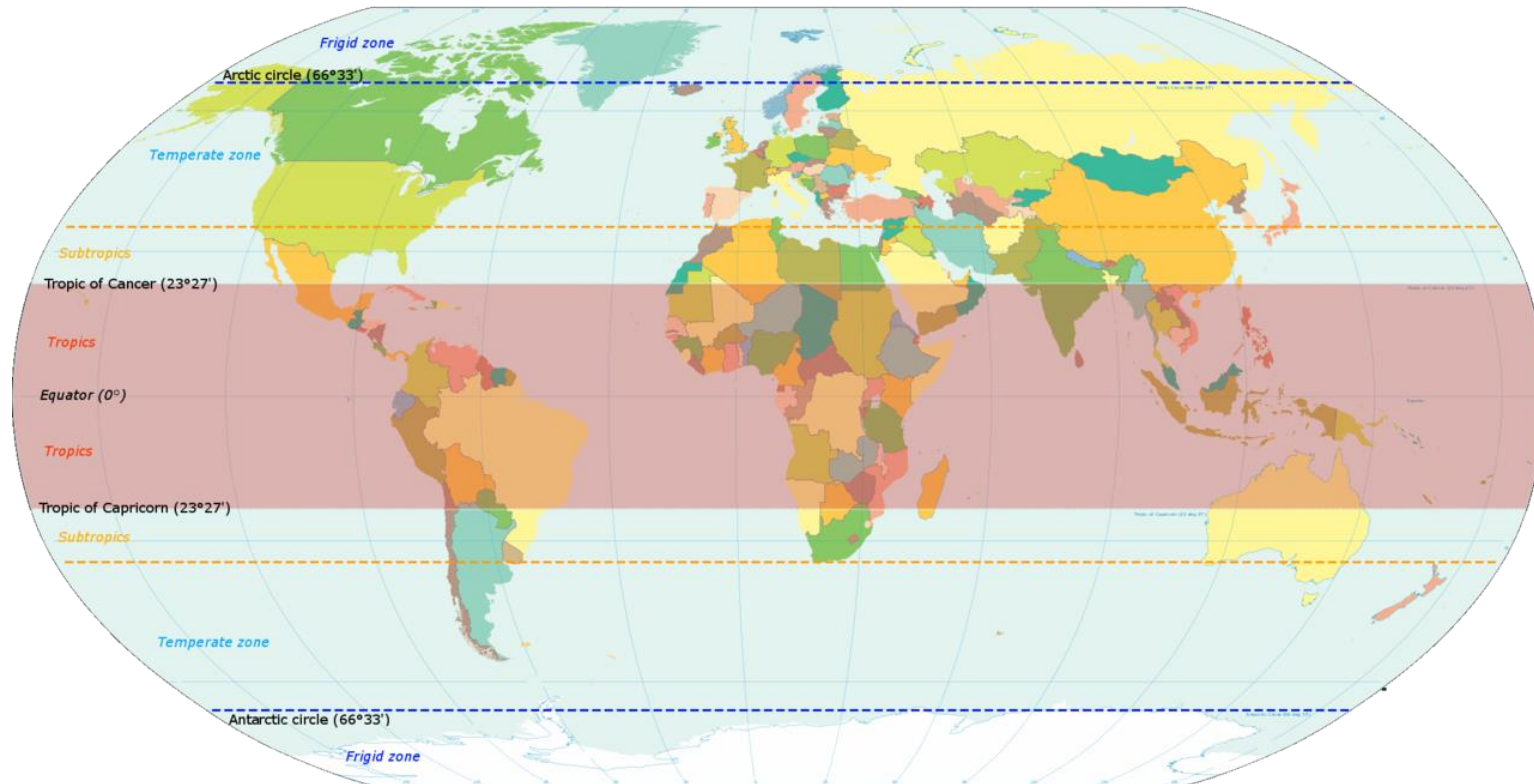 Frigid zone
Arctic circle (66°33')
Temperate zone
Subtropics
Tropic of Cancer (23°27')
Tropics
Equator (0°)
Equator
Tropics
Tropic of Capricorn (23°27')
Subtropics
Temperate zone
Antarctic circle (66°33')
Frigid zone